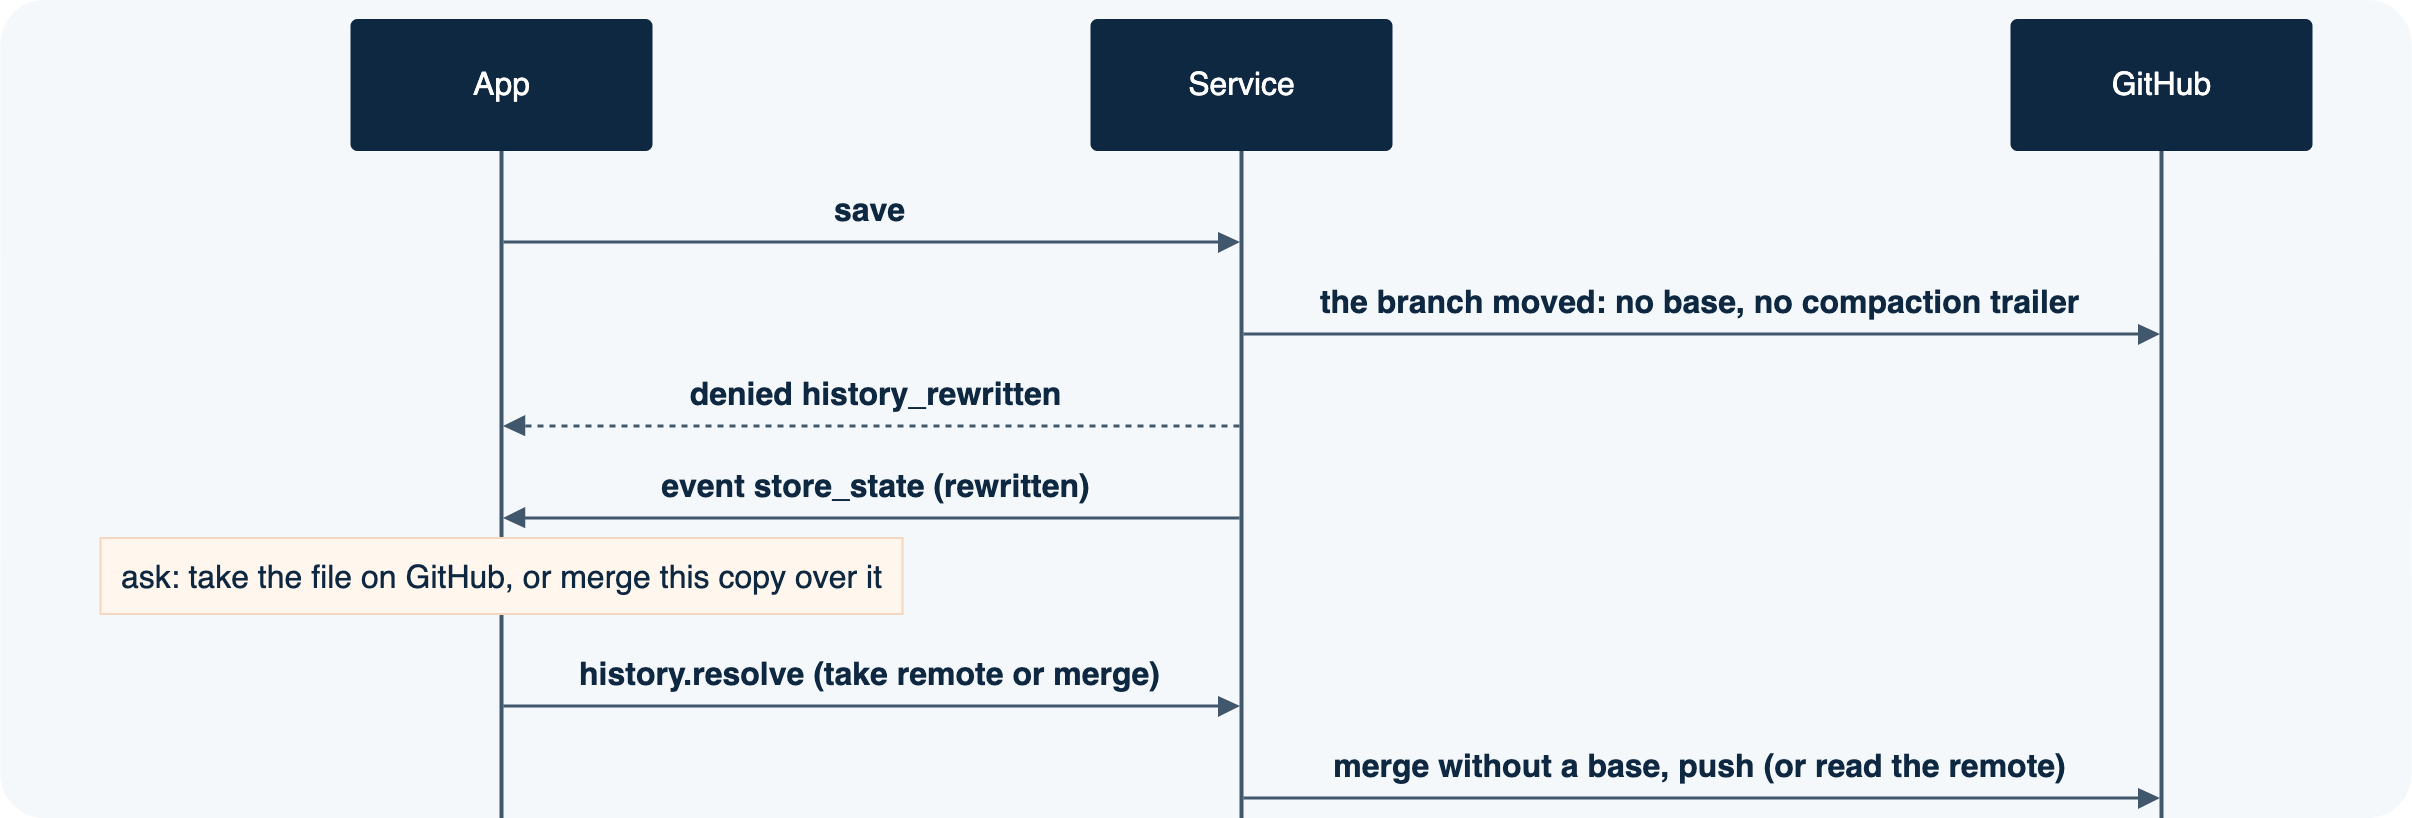 App
Service
GitHub
save
the branch moved: no base, no compaction trailer
denied history_rewritten
event store_state (rewritten)
ask: take the file on GitHub, or merge this copy over it
history.resolve (take remote or merge)
merge without a base, push (or read the remote)